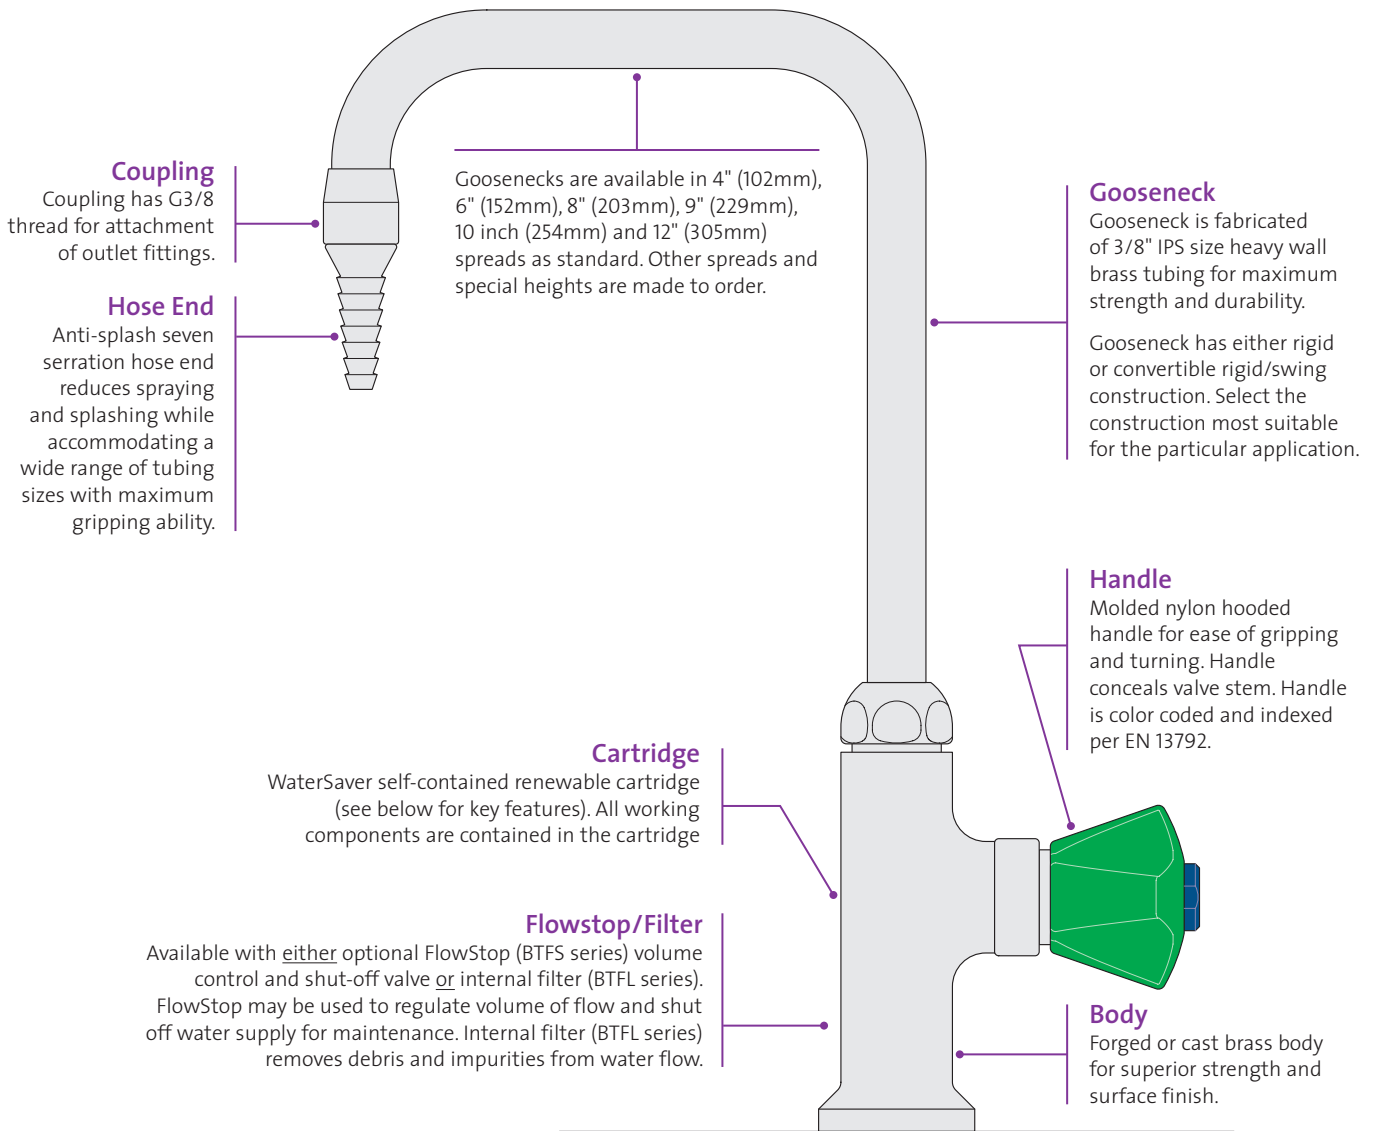 Coupling
Coupling has G3/8
thread for attachment
of outlet fittings.
Hose End
Anti-splash seven
serration hose end
reduces spraying
and splashing while
accommodating a
wide range of tubing
sizes with maximum
gripping ability.
Goosenecks are available in 4" (102mm),
6" (152mm), 8" (203mm), 9" (229mm),
10 inch (254mm) and 12" (305mm)
spreads as standard. Other spreads and
special heights are made to order.
Gooseneck
Gooseneck is fabricated
of 3/8" IPS size heavy wall
brass tubing for maximum
strength and durability.
Gooseneck has either rigid
or convertible rigid/swing
construction. Select the
construction most suitable
for the particular application.
Handle
Molded nylon hooded
handle for ease of gripping
and turning. Handle
conceals valve stem. Handle
is color coded and indexed
per EN 13792.
Cartridge
WaterSaver self-contained renewable cartridge
(see below for key features). All working
components are contained in the cartridge
Flowstop/Filter
Available with either optional FlowStop (BTFS series) volume
control and shut-off valve or internal filter (BTFL series).
FlowStop may be used to regulate volume of flow and shut
off water supply for maintenance. Internal filter (BTFL series)
removes debris and impurities from water flow.
Body
Forged or cast brass body
for superior strength and
surface finish.